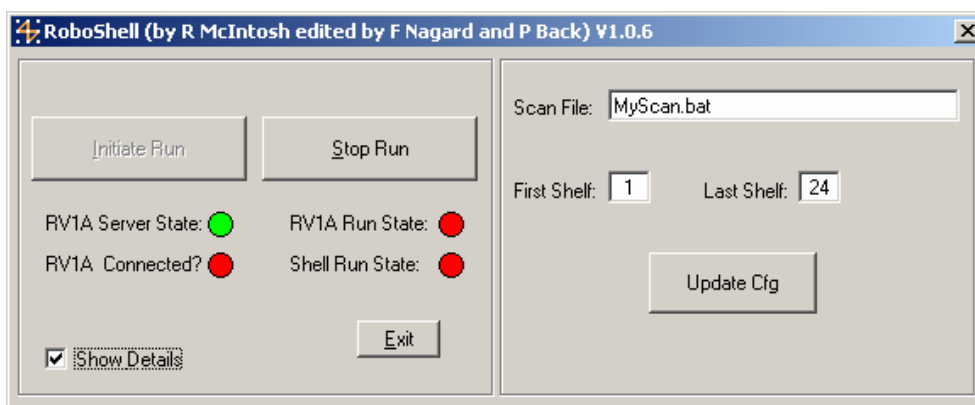 RoboShell (by R McIntosh edited by F Nagard and P Back) V1.0.6
Initiate Run
Stop Run
RV1A Server State:
RV1A Run State:
RV1A Connected?
Shell Run State:
Exit
Show Details
Scan File: MyScan.bat
First Shelf: 1
Last Shelf: 24
Update Cfg